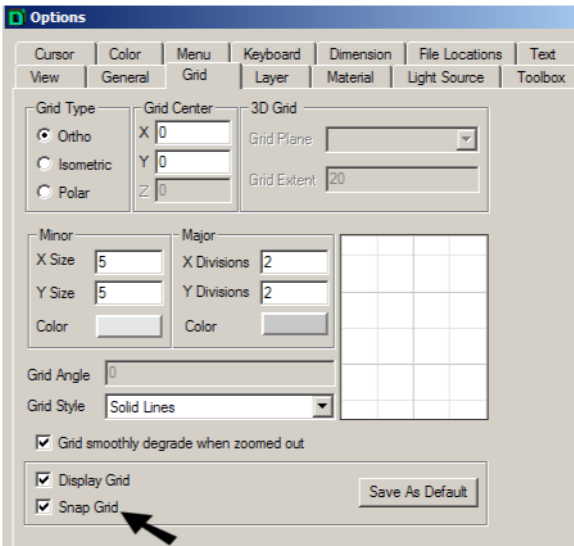 Options
Cursor Color Menu Keyboard Dimension File Locations Text
View General Grid Layer Material Light Source Toolbox
Grid Type Grid Center 3D Grid
Ortho X 0 Grid Plane
Isometric Y 0
Polar Z 0 Grid Extent 20
Minor Major
X Size 5 X Divisions 2
Y Size 5 Y Divisions 2
Color Color
Grid Angle 0
Grid Style Solid Lines
Grid smoothly degrade when zoomed out
Display Grid
Save As Default
Snap Grid